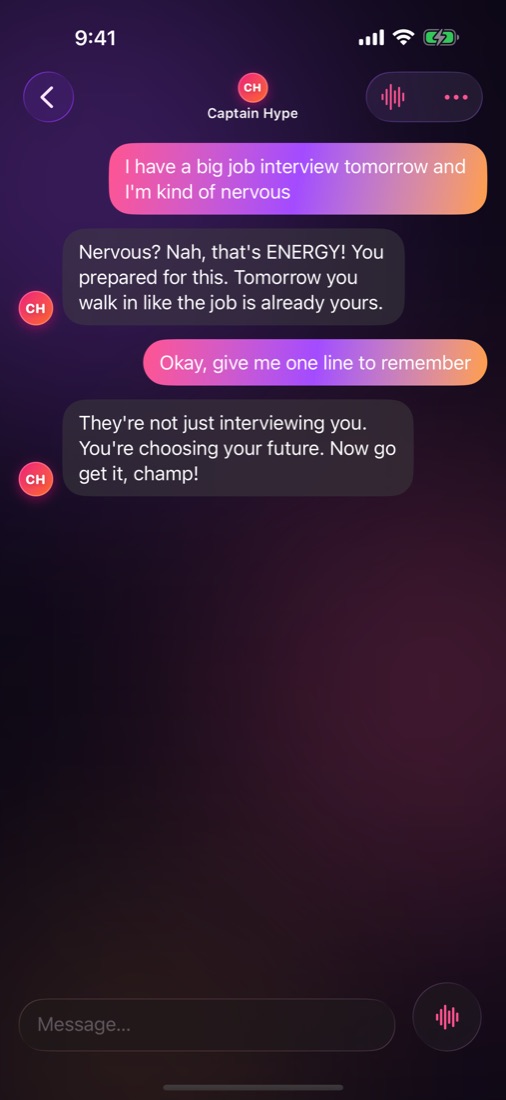 9:41
CH
Captain Hype
I have a big job interview tomorrow and
I'm kind of nervous
Nervous? Nah, that's ENERGY! You
prepared for this. Tomorrow you
walk in like the job is already yours.
CH
Okay, give me one line to remember
They're not just interviewing you.
You're choosing your future. Now go
get it, champ!
CH
Message...